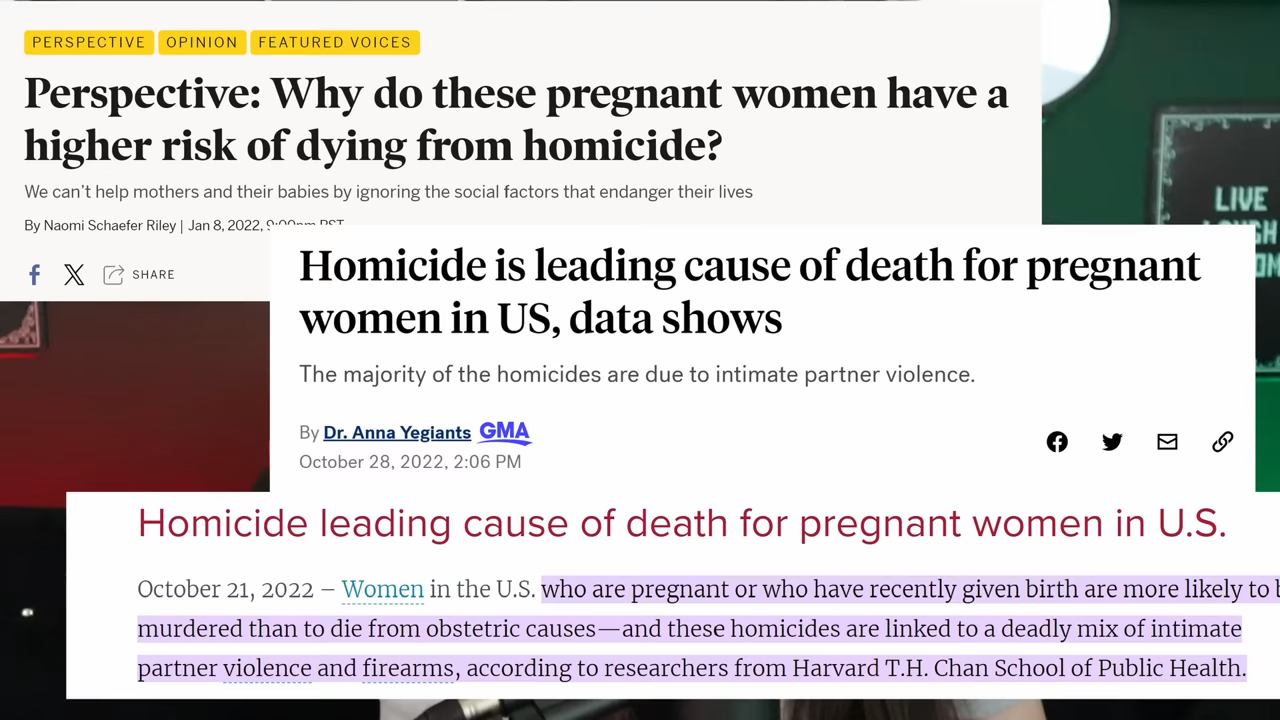 PERSPECTIVE OPINION FEATURED VOICES
Perspective: Why do these pregnant women have a
higher risk of dying from homicide?
We can't help mothers and their babies by ignoring the social factors that endanger their lives
By Naomi Schaefer Riley | Jan 8, 2022, 9:00pm PST
SHARE
LIVE
Homicide is leading cause of death for pregnant
women in US, data shows
The majority of the homicides are due to intimate partner violence.
By Dr. Anna Yegiants GMA
October 28, 2022, 2:06 PM
Homicide leading cause of death for pregnant women in U.S.
October 21, 2022 – Women in the U.S. who are pregnant or who have recently given birth are more likely to
murdered than to die from obstetric causes—and these homicides are linked to a deadly mix of intimate
partner violence and firearms, according to researchers from Harvard T.H. Chan School of Public Health.